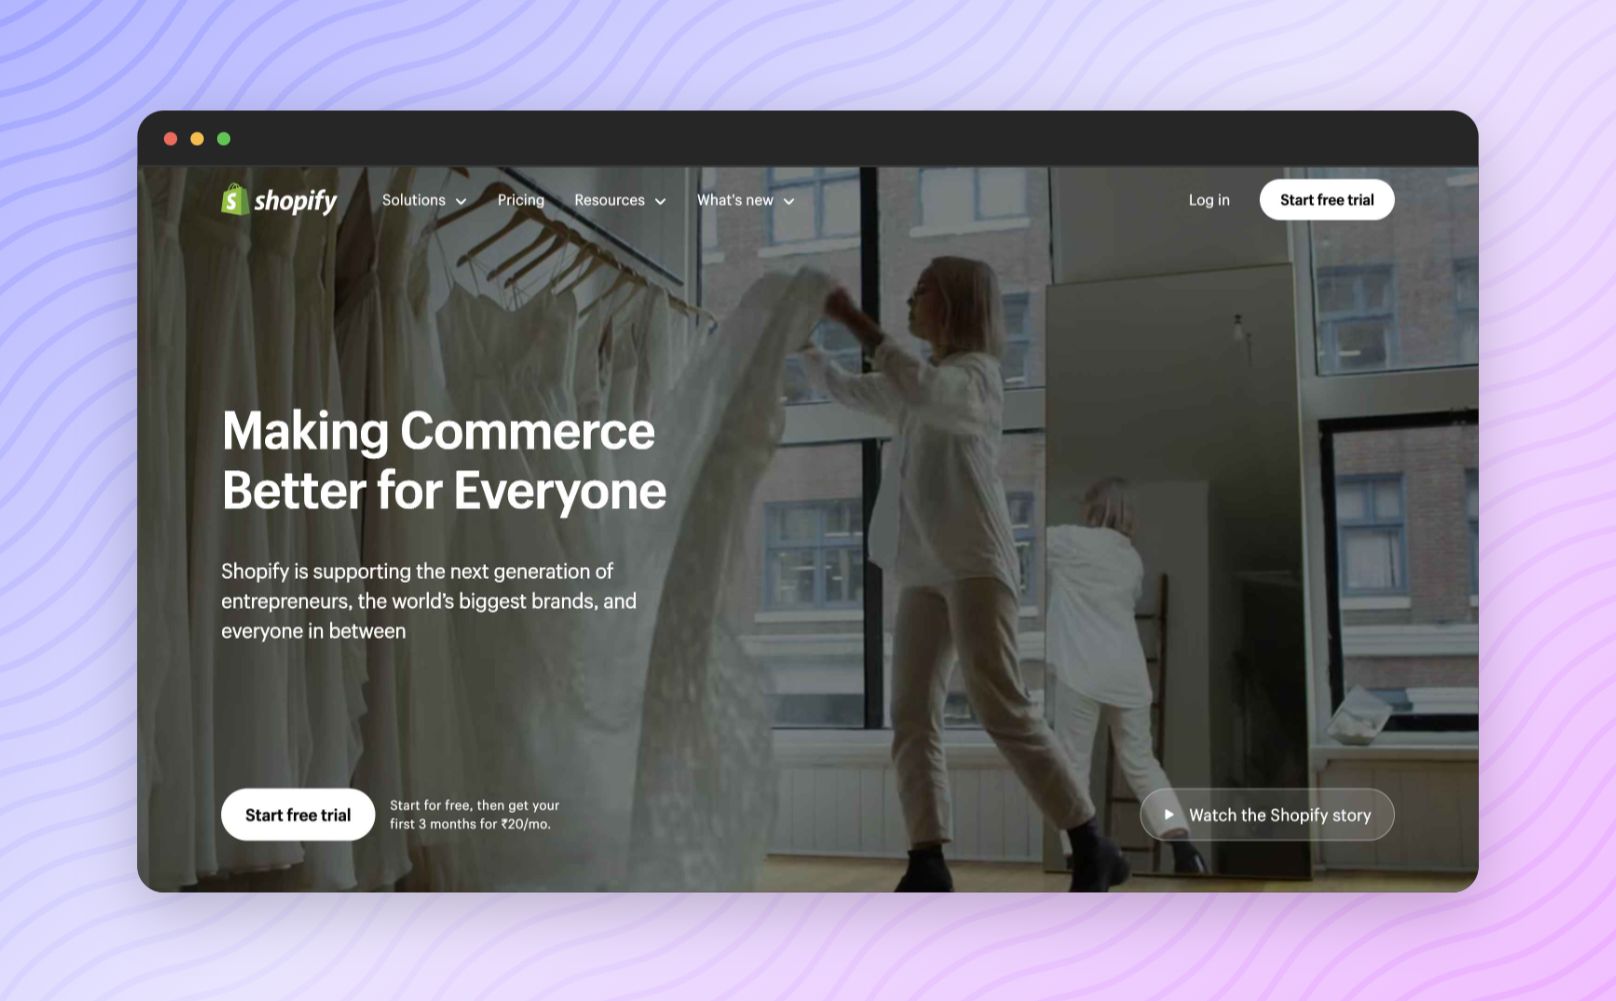 shopify
Solutions
Pricing
Resources
What's new
Log in
Start free trial
Making Commerce
Better for Everyone
Shopify is supporting the next generation of
entrepreneurs, the world’s biggest brands, and
everyone in between
Start free trial
Start for free, then get your
first 3 months for ₹20/mo.
Watch the Shopify story